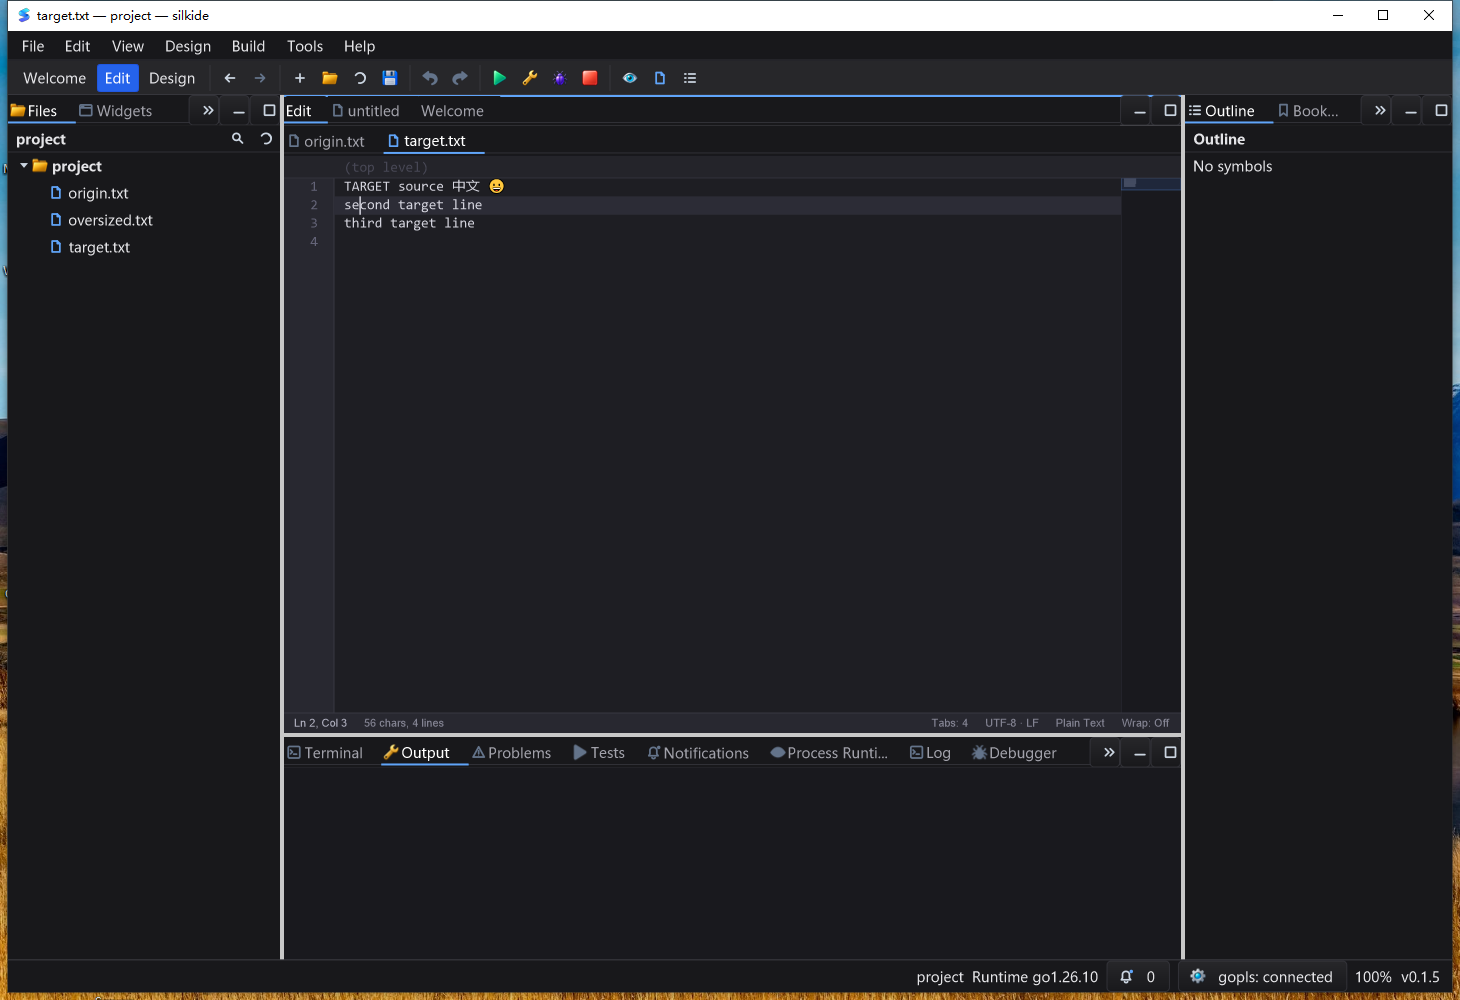 target.txt — project — silkide
File Edit View Design Build Tools Help
Welcome Edit Design
Files Widgets
Edit untitled Welcome
Outline Book...
project
origin.txt target.txt
Outline
(top level)
project
No symbols
origin.txt
oversized.txt
target.txt
1 TARGET source 中文 😀
2 second target line
3 third target line
4
Ln 2, Col 3 56 chars, 4 lines Tabs: 4 UTF-8 · LF Plain Text Wrap: Off
Terminal Output Problems Tests Notifications Process Runti... Log Debugger
project Runtime go1.26.10 0 gopls: connected 100% v0.1.5